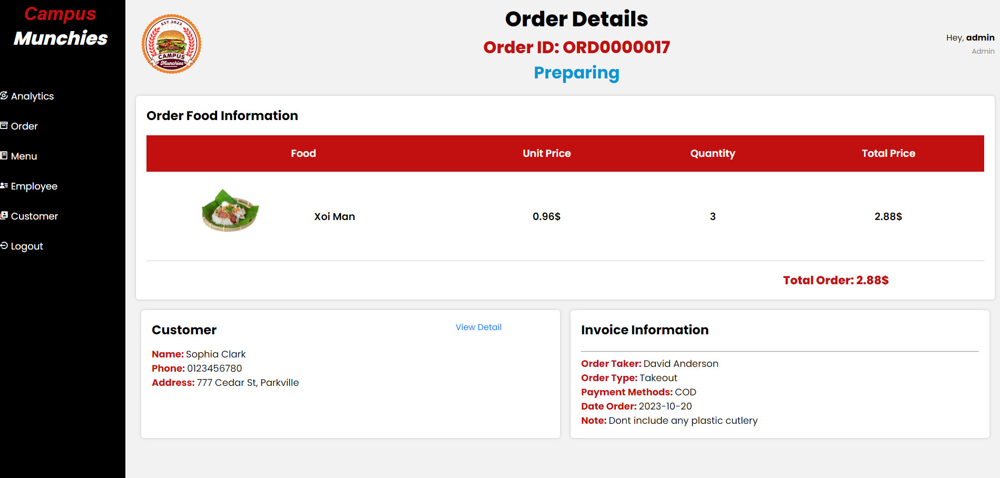 Campus
Munchies
Analytics
Order
Menu
Employee
Customer
Logout
EST.2023
CAMPUS
Munchies
Order Details
Order ID: ORD0000017
Preparing
Hey, admin
Admin
Order Food Information
Food Unit Price Quantity Total Price
Xoi Man 0.96$ 3 2.88$
Total Order: 2.88$
Customer View Detail
Name: Sophia Clark
Phone: 0123456780
Address: 777 Cedar St, Parkville
Invoice Information
Order Taker: David Anderson
Order Type: Takeout
Payment Methods: COD
Date Order: 2023-10-20
Note: Dont include any plastic cutlery